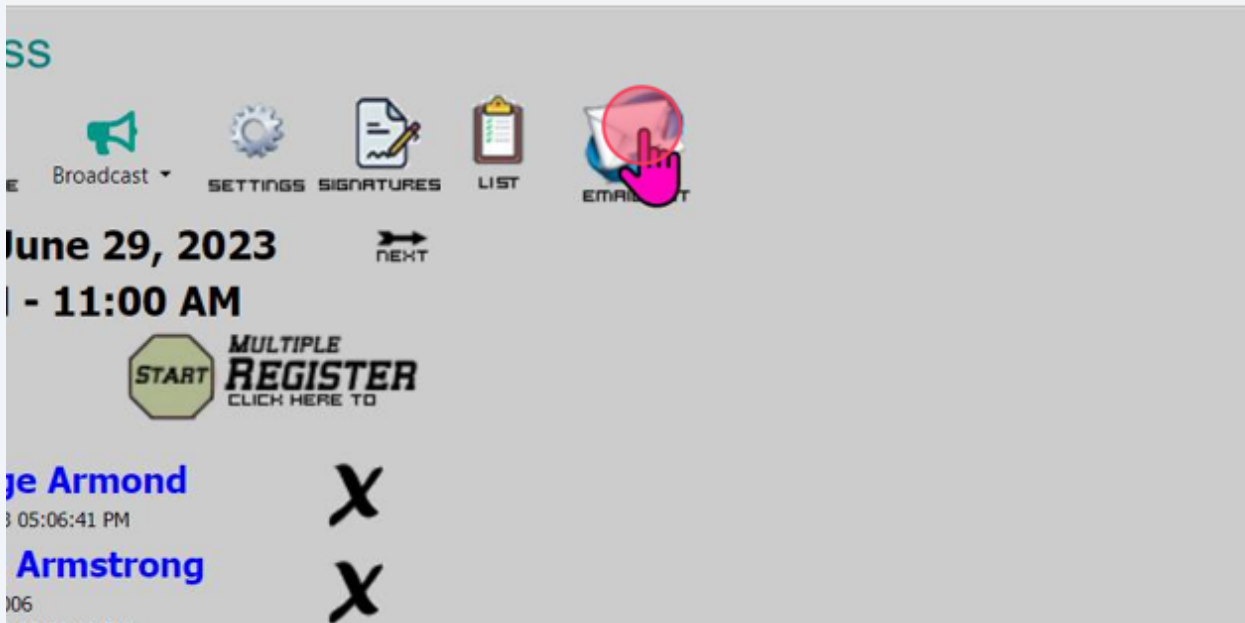 ss
E Broadcast SETTINGS SIGNATURES LIST
June 29, 2023 NEXT
- 11:00 AM
START MULTIPLE
REGISTER
CLICK HERE TO
ge Armond
05:06:41 PM
Armstrong
006